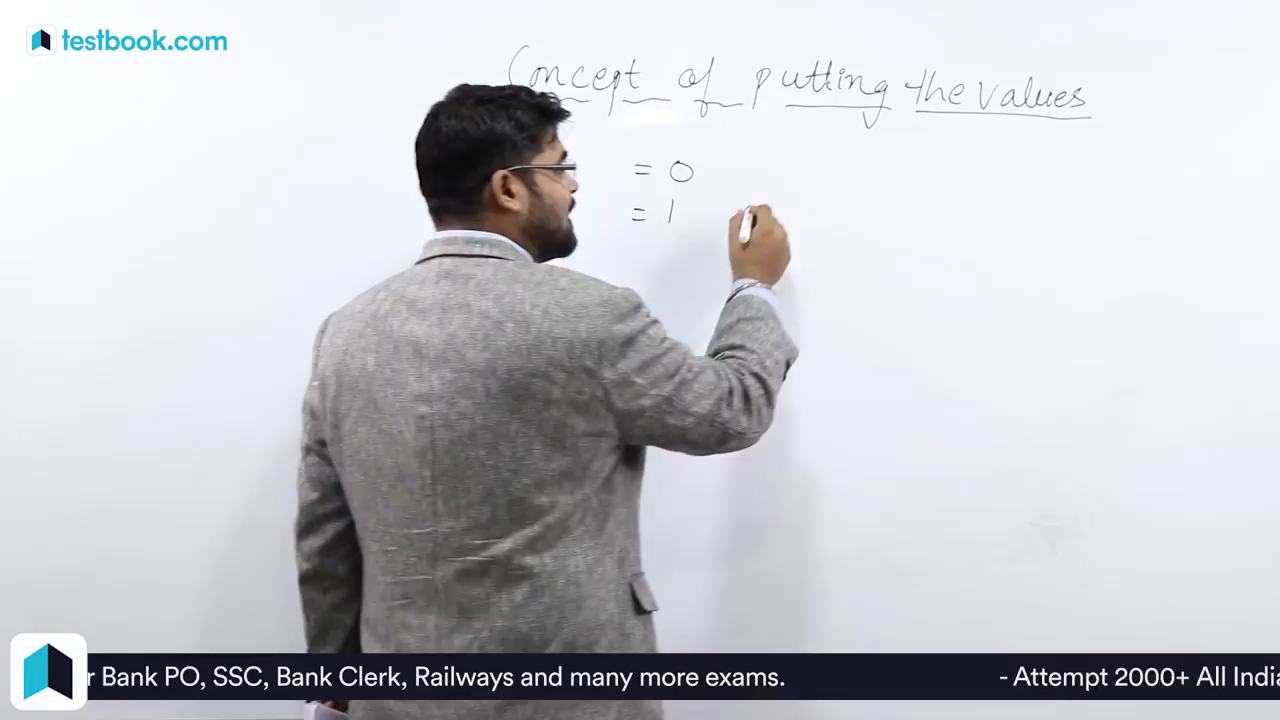 testbook.com
Concept of putting the values
= 0
= 1
r Bank PO, SSC, Bank Clerk, Railways and many more exams. - Attempt 2000+ All India